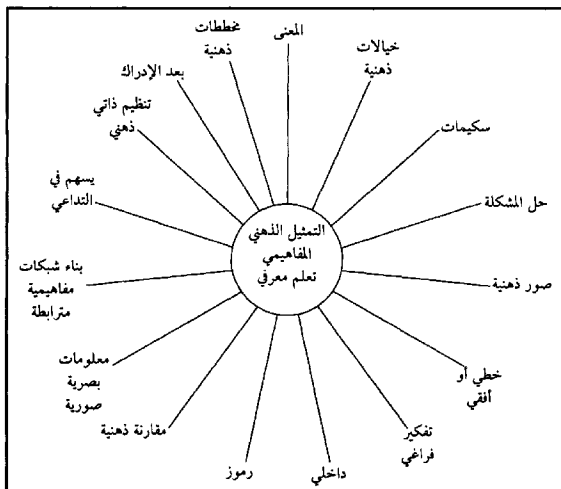 المعنى
خيالات
ذهنية
سكيمات
حل المشكلة
صور ذهنية
خطي أو
أفقي
تفكير
فراغي
داخلي
رموز
مقارنة ذهنية
معلومات
بصرية
صورية
بناء شبكات
مفاهيمية
مترابطة
يسهم في
التداعي
تنظيم ذاتي
ذهني
بعد الإدراك
مخططات
ذهنية
التمثيل الذهني
المفاهيمي
تعلم معرفي